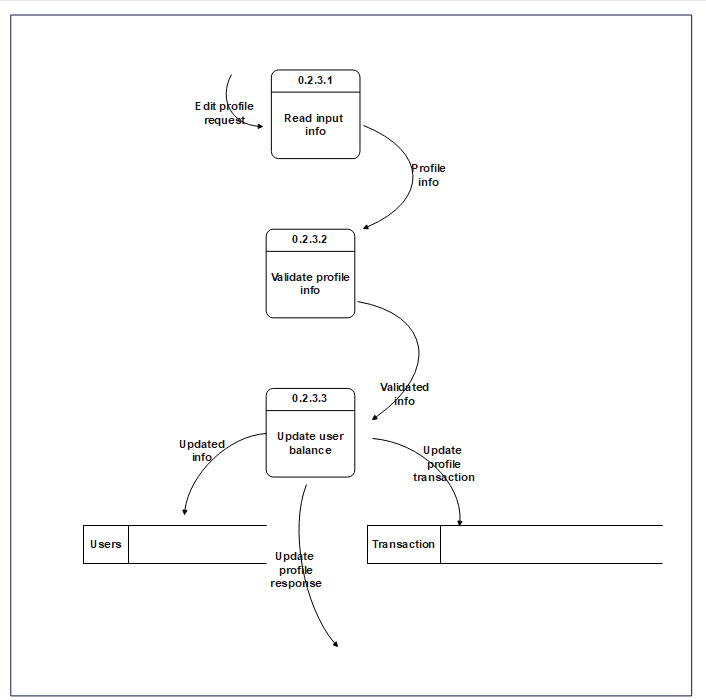 0.2.3.1
Edit profile
request
Read input
info
Profile
info
0.2.3.2
Validate profile
info
Validated
info
0.2.3.3
Update user
balance
Updated
info
Update
profile
transaction
Users
Transaction
Update
profile
response